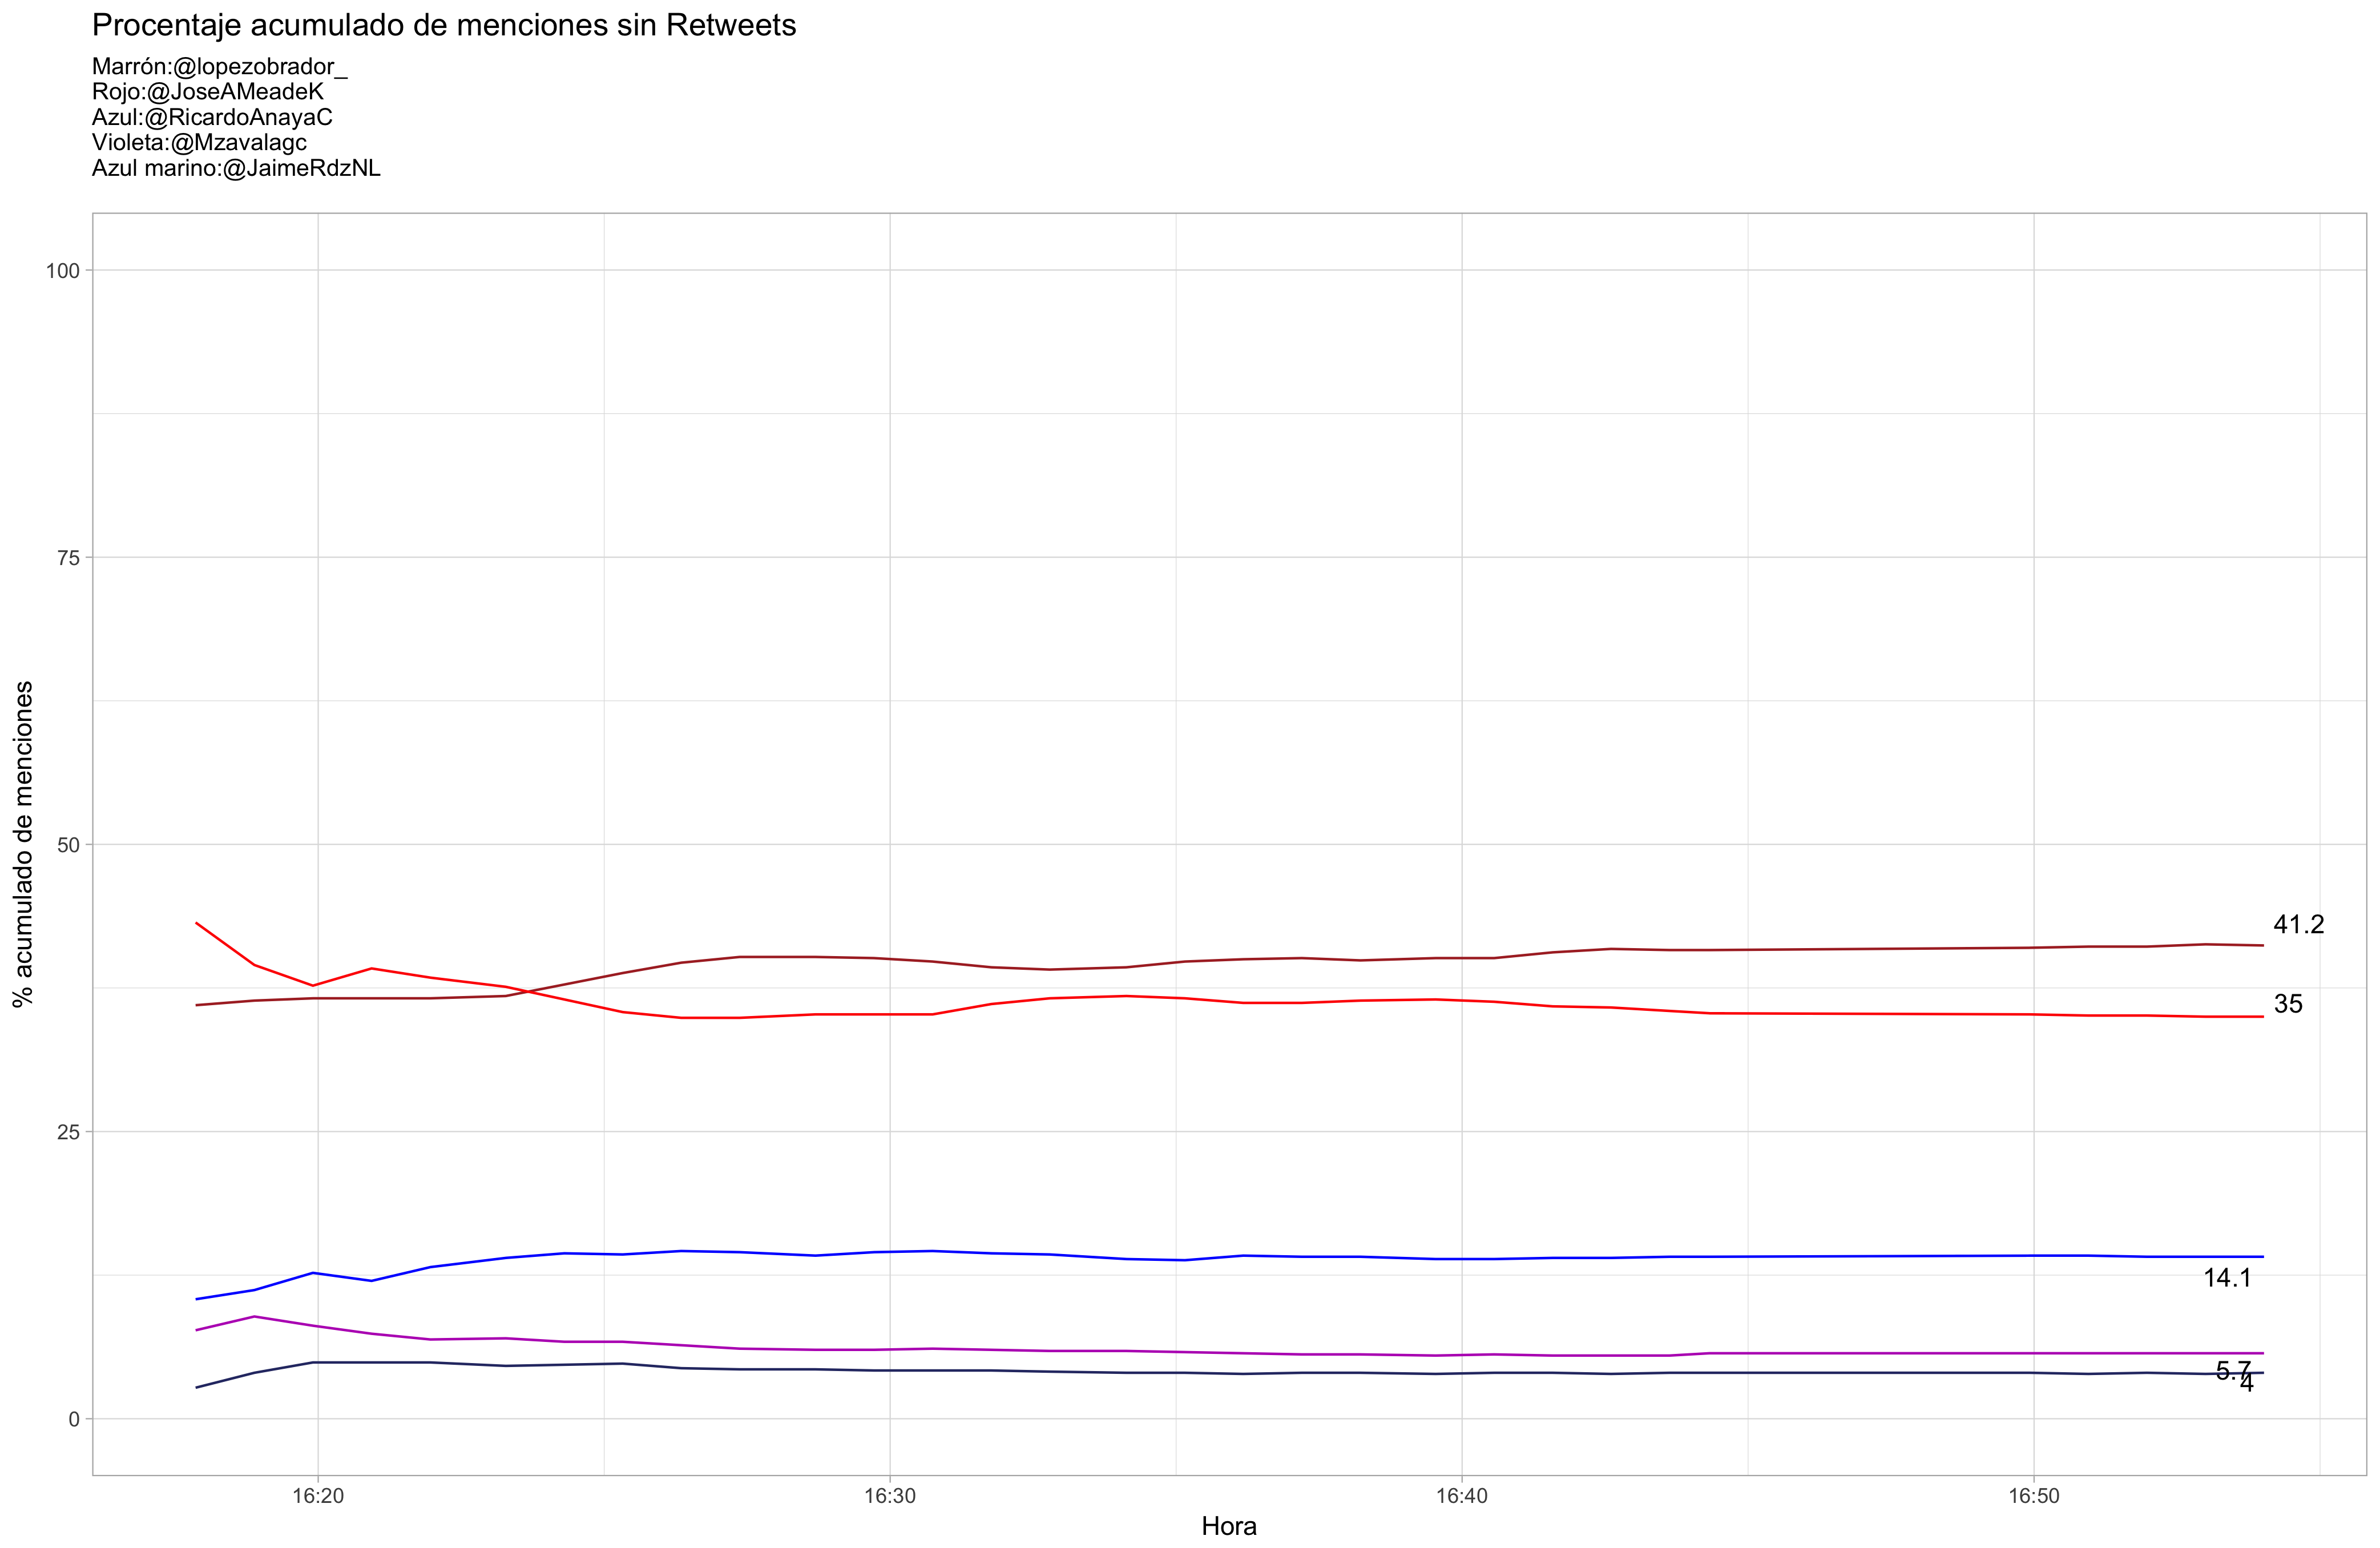 Procentaje acumulado de menciones sin Retweets
Marrón:@lopezobrador_
Rojo:@JoseAMeadeK
Azul:@RicardoAnayaC
Violeta:@Mzavalagc
Azul marino:@JaimeRdzNL
% acumulado de menciones
100
75
50
25
0
41.2
35
14.1
5.7
4
16:20
16:30
16:40
16:50
Hora